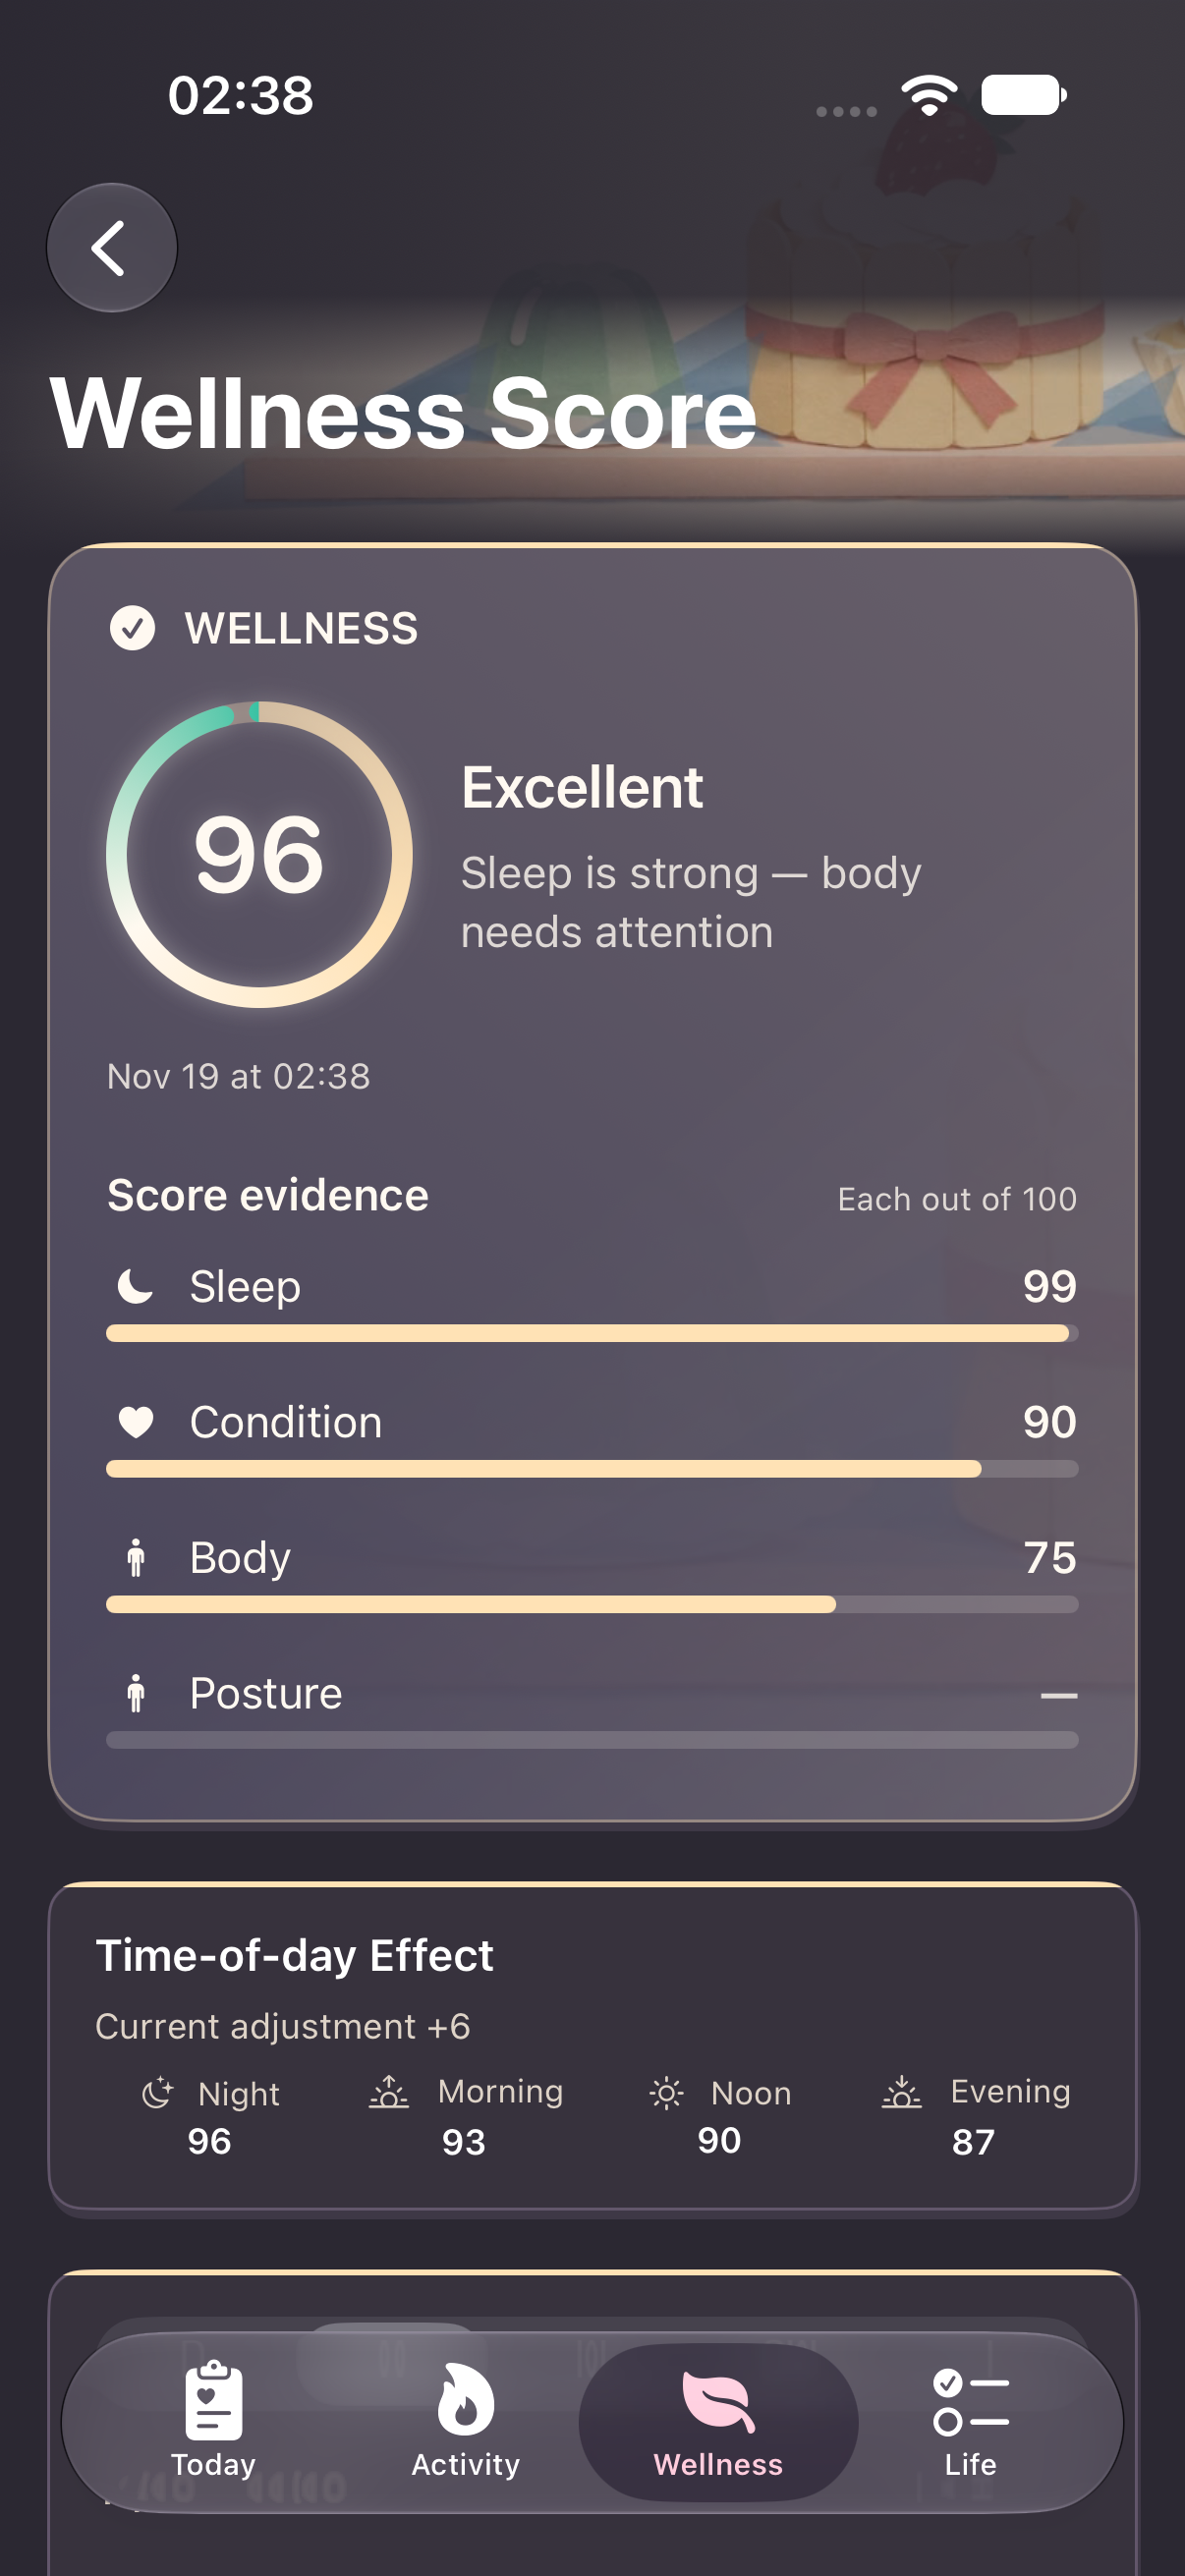 02:38
Wellness Score
WELLNESS
96
Excellent
Sleep is strong — body
needs attention
Nov 19 at 02:38
Score evidence
Each out of 100
Sleep
99
Condition
90
Body
75
Posture
—
Time-of-day Effect
Current adjustment +6
Night
96
Morning
93
Noon
90
Evening
87
Today
Activity
Wellness
Life